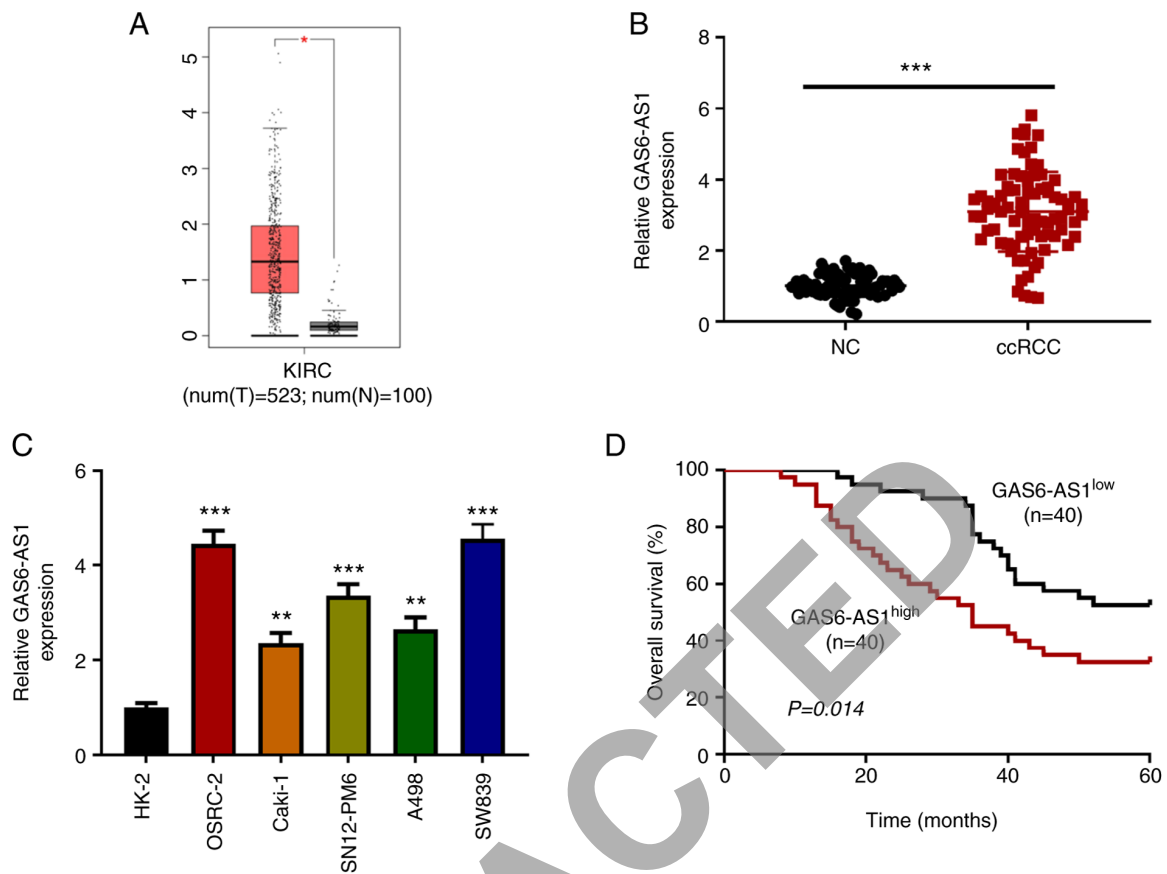 A
*
5
4
3
2
1
0
KIRC
(num(T)=523; num(N)=100)
B
Relative GAS6-AS1
expression
8
6
4
2
0
***
NC
ccRCC
C
Relative GAS6-AS1
expression
6
4
2
0
***
**
***
**
***
HK-2
OSRC-2
Caki-1
SN12-PM6
A498
SW839
D
Overall survival (%)
100
80
60
40
20
0
GAS6-AS1low
(n=40)
GAS6-AS1high
(n=40)
P=0.014
0
20
40
60
Time (months)
ACTED